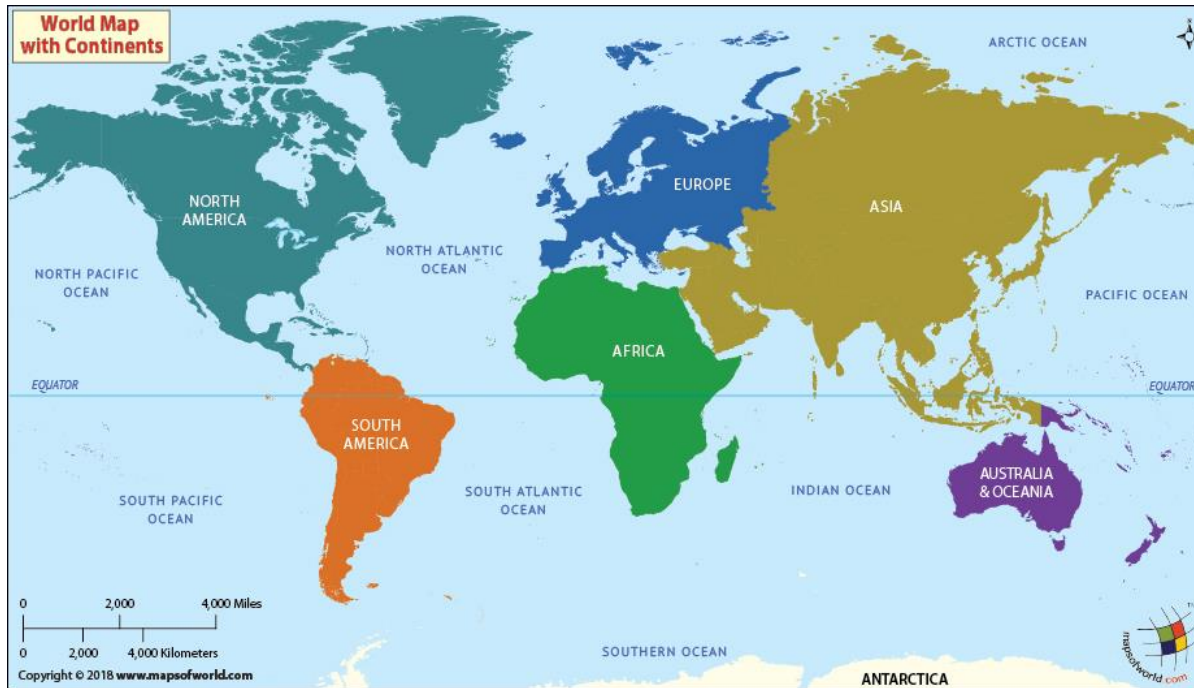 World Map
with Continents
ARCTIC OCEAN
NORTH
AMERICA
EUROPE
ASIA
NORTH ATLANTIC
OCEAN
NORTH PACIFIC
OCEAN
PACIFIC OCEAN
AFRICA
EQUATOR
EQUATOR
SOUTH
AMERICA
AUSTRALIA
& OCEANIA
SOUTH PACIFIC
OCEAN
SOUTH ATLANTIC
OCEAN
INDIAN OCEAN
0 2,000 4,000 Miles
0 2,000 4,000 Kilometers
Copyright © 2018 www.mapsofworld.com
SOUTHERN OCEAN
ANTARCTICA
mapsofworld.com